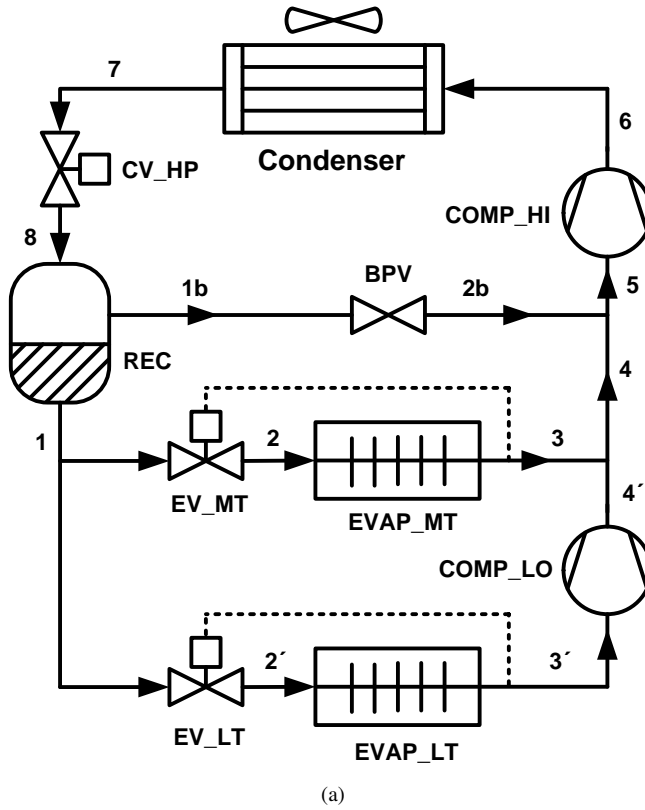 7
6
Condenser
CV_HP
COMP_HI
8
1b
BPV
2b
5
REC
4
1
2
3
EV_MT
EVAP_MT
4´
COMP_LO
2´
3´
EV_LT
EVAP_LT
(a)